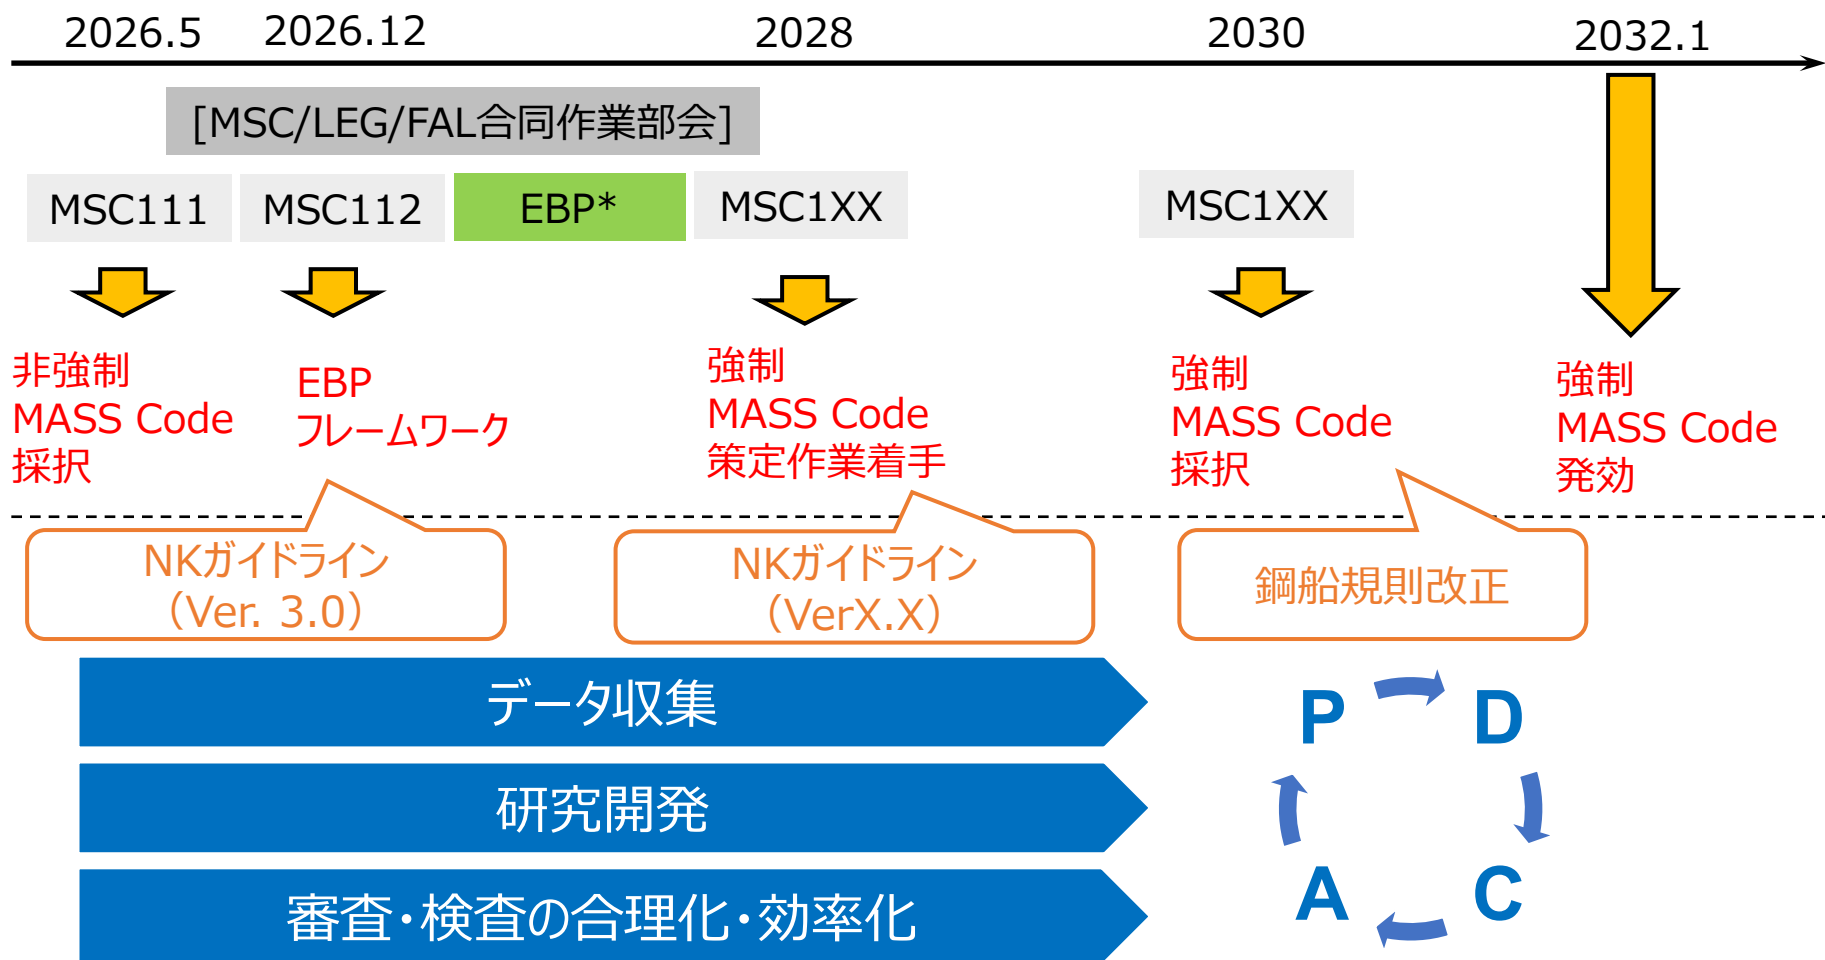 2026.5
2026.12
2028
2030
2032.1
[MSC/LEG/FAL合同作業部会]
MSC111
MSC112
EBP*
MSC1XX
MSC1XX
非強制
MASS Code
採択
EBP
フレームワーク
強制
MASS Code
策定作業着手
強制
MASS Code
採択
強制
MASS Code
発効
NKガイドライン
（Ver. 3.0）
NKガイドライン
（VerX.X）
鋼船規則改正
データ収集
研究開発
審査・検査の合理化・効率化
P
D
A
C